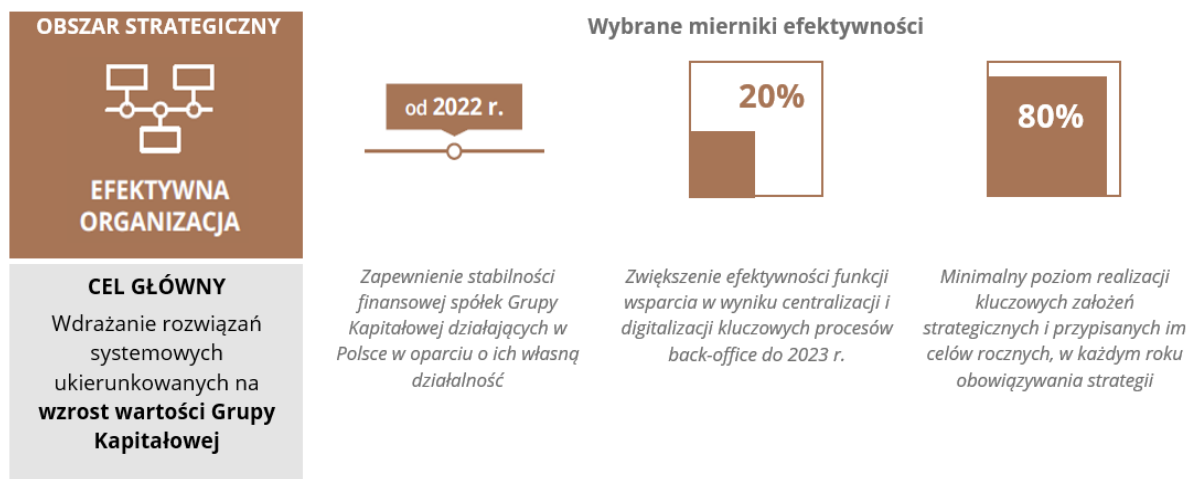 OBSZAR STRATEGICZNY
EFEKTYWNA
ORGANIZACJA
CEL GŁÓWNY
Wdrażanie rozwiązań
systemowych
ukierunkowanych na
wzrost wartości Grupy
Kapitałowej
Wybrane mierniki efektywności
od 2022 r.
Zapewnienie stabilności
finansowej spółek Grupy
Kapitałowej działających w
Polsce w oparciu o ich własną
działalność
20%
Zwiększenie efektywności funkcji
wsparcia w wyniku centralizacji i
digitalizacji kluczowych procesów
back-office do 2023 r.
80%
Minimalny poziom realizacji
kluczowych założeń
strategicznych i przypisanych im
celów rocznych, w każdym roku
obowiązywania strategii